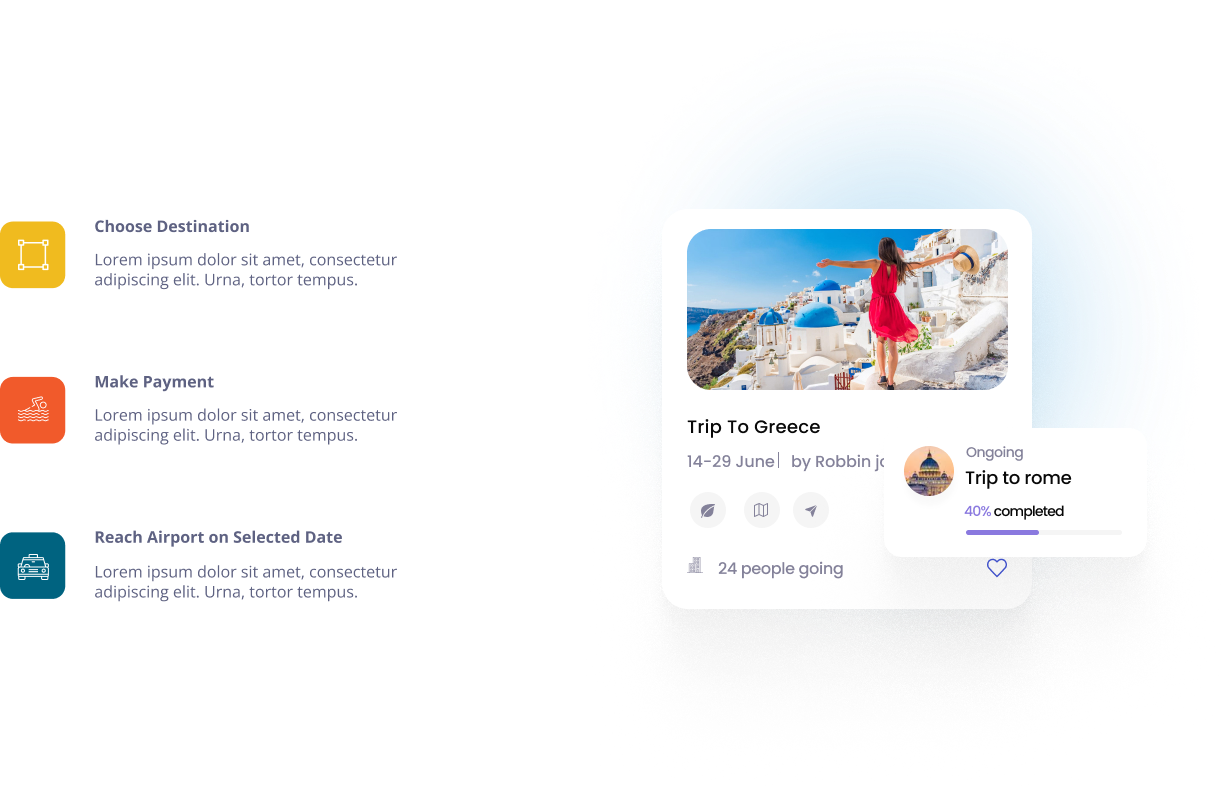 Choose Destination
Lorem ipsum dolor sit amet, consectetur
adipiscing elit. Urna, tortor tempus.
Make Payment
Lorem ipsum dolor sit amet, consectetur
adipiscing elit. Urna, tortor tempus.
Reach Airport on Selected Date
Lorem ipsum dolor sit amet, consectetur
adipiscing elit. Urna, tortor tempus.
Trip To Greece
14-29 June | by Robbin
24 people going
Ongoing
Trip to rome
40% completed